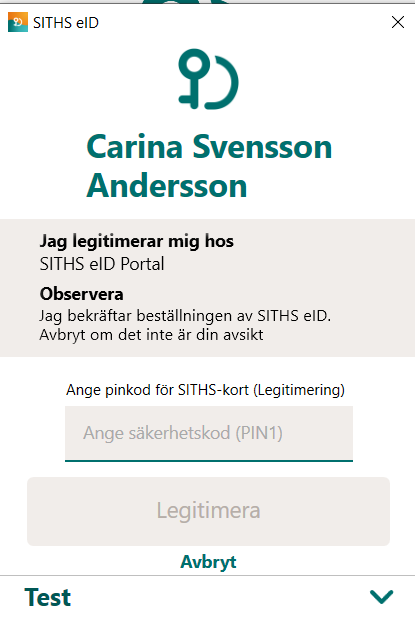 SITHS eID
Carina Svensson
Andersson
Jag legitimerar mig hos
SITHS eID Portal
Observera
Jag bekräftar beställningen av SITHS eID.
Avbryt om det inte är din avsikt
Ange pinkod för SITHS-kort (Legitimering)
Ange säkerhetskod (PIN1)
Legitimera
Avbryt
Test